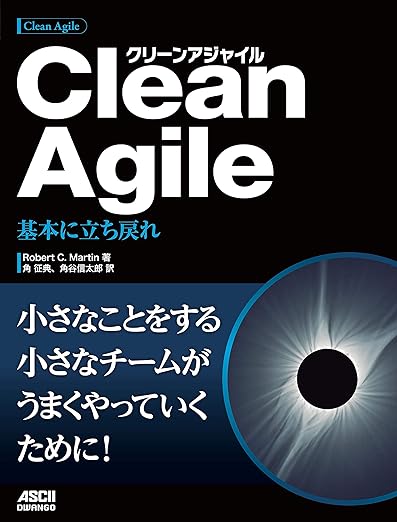 Clean Agile
クリーンアジャイル
Clean
Agile
基本に立ち戻れ
Robert C. Martin 著
角 征典、角谷信太郎 訳
小さなことをする
小さなチームが
うまくやっていく
ために！
ASCII
DWANGO